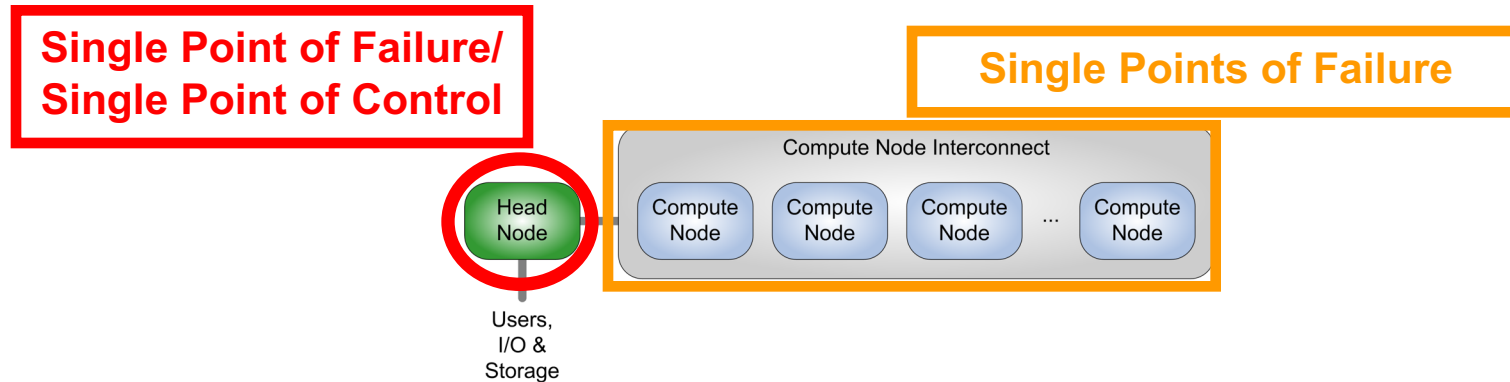 Single Point of Failure/
Single Point of Control
Single Points of Failure
Compute Node Interconnect
Head
Node
Compute
Node
Compute
Node
Compute
Node
...
Compute
Node
Users,
I/O &
Storage